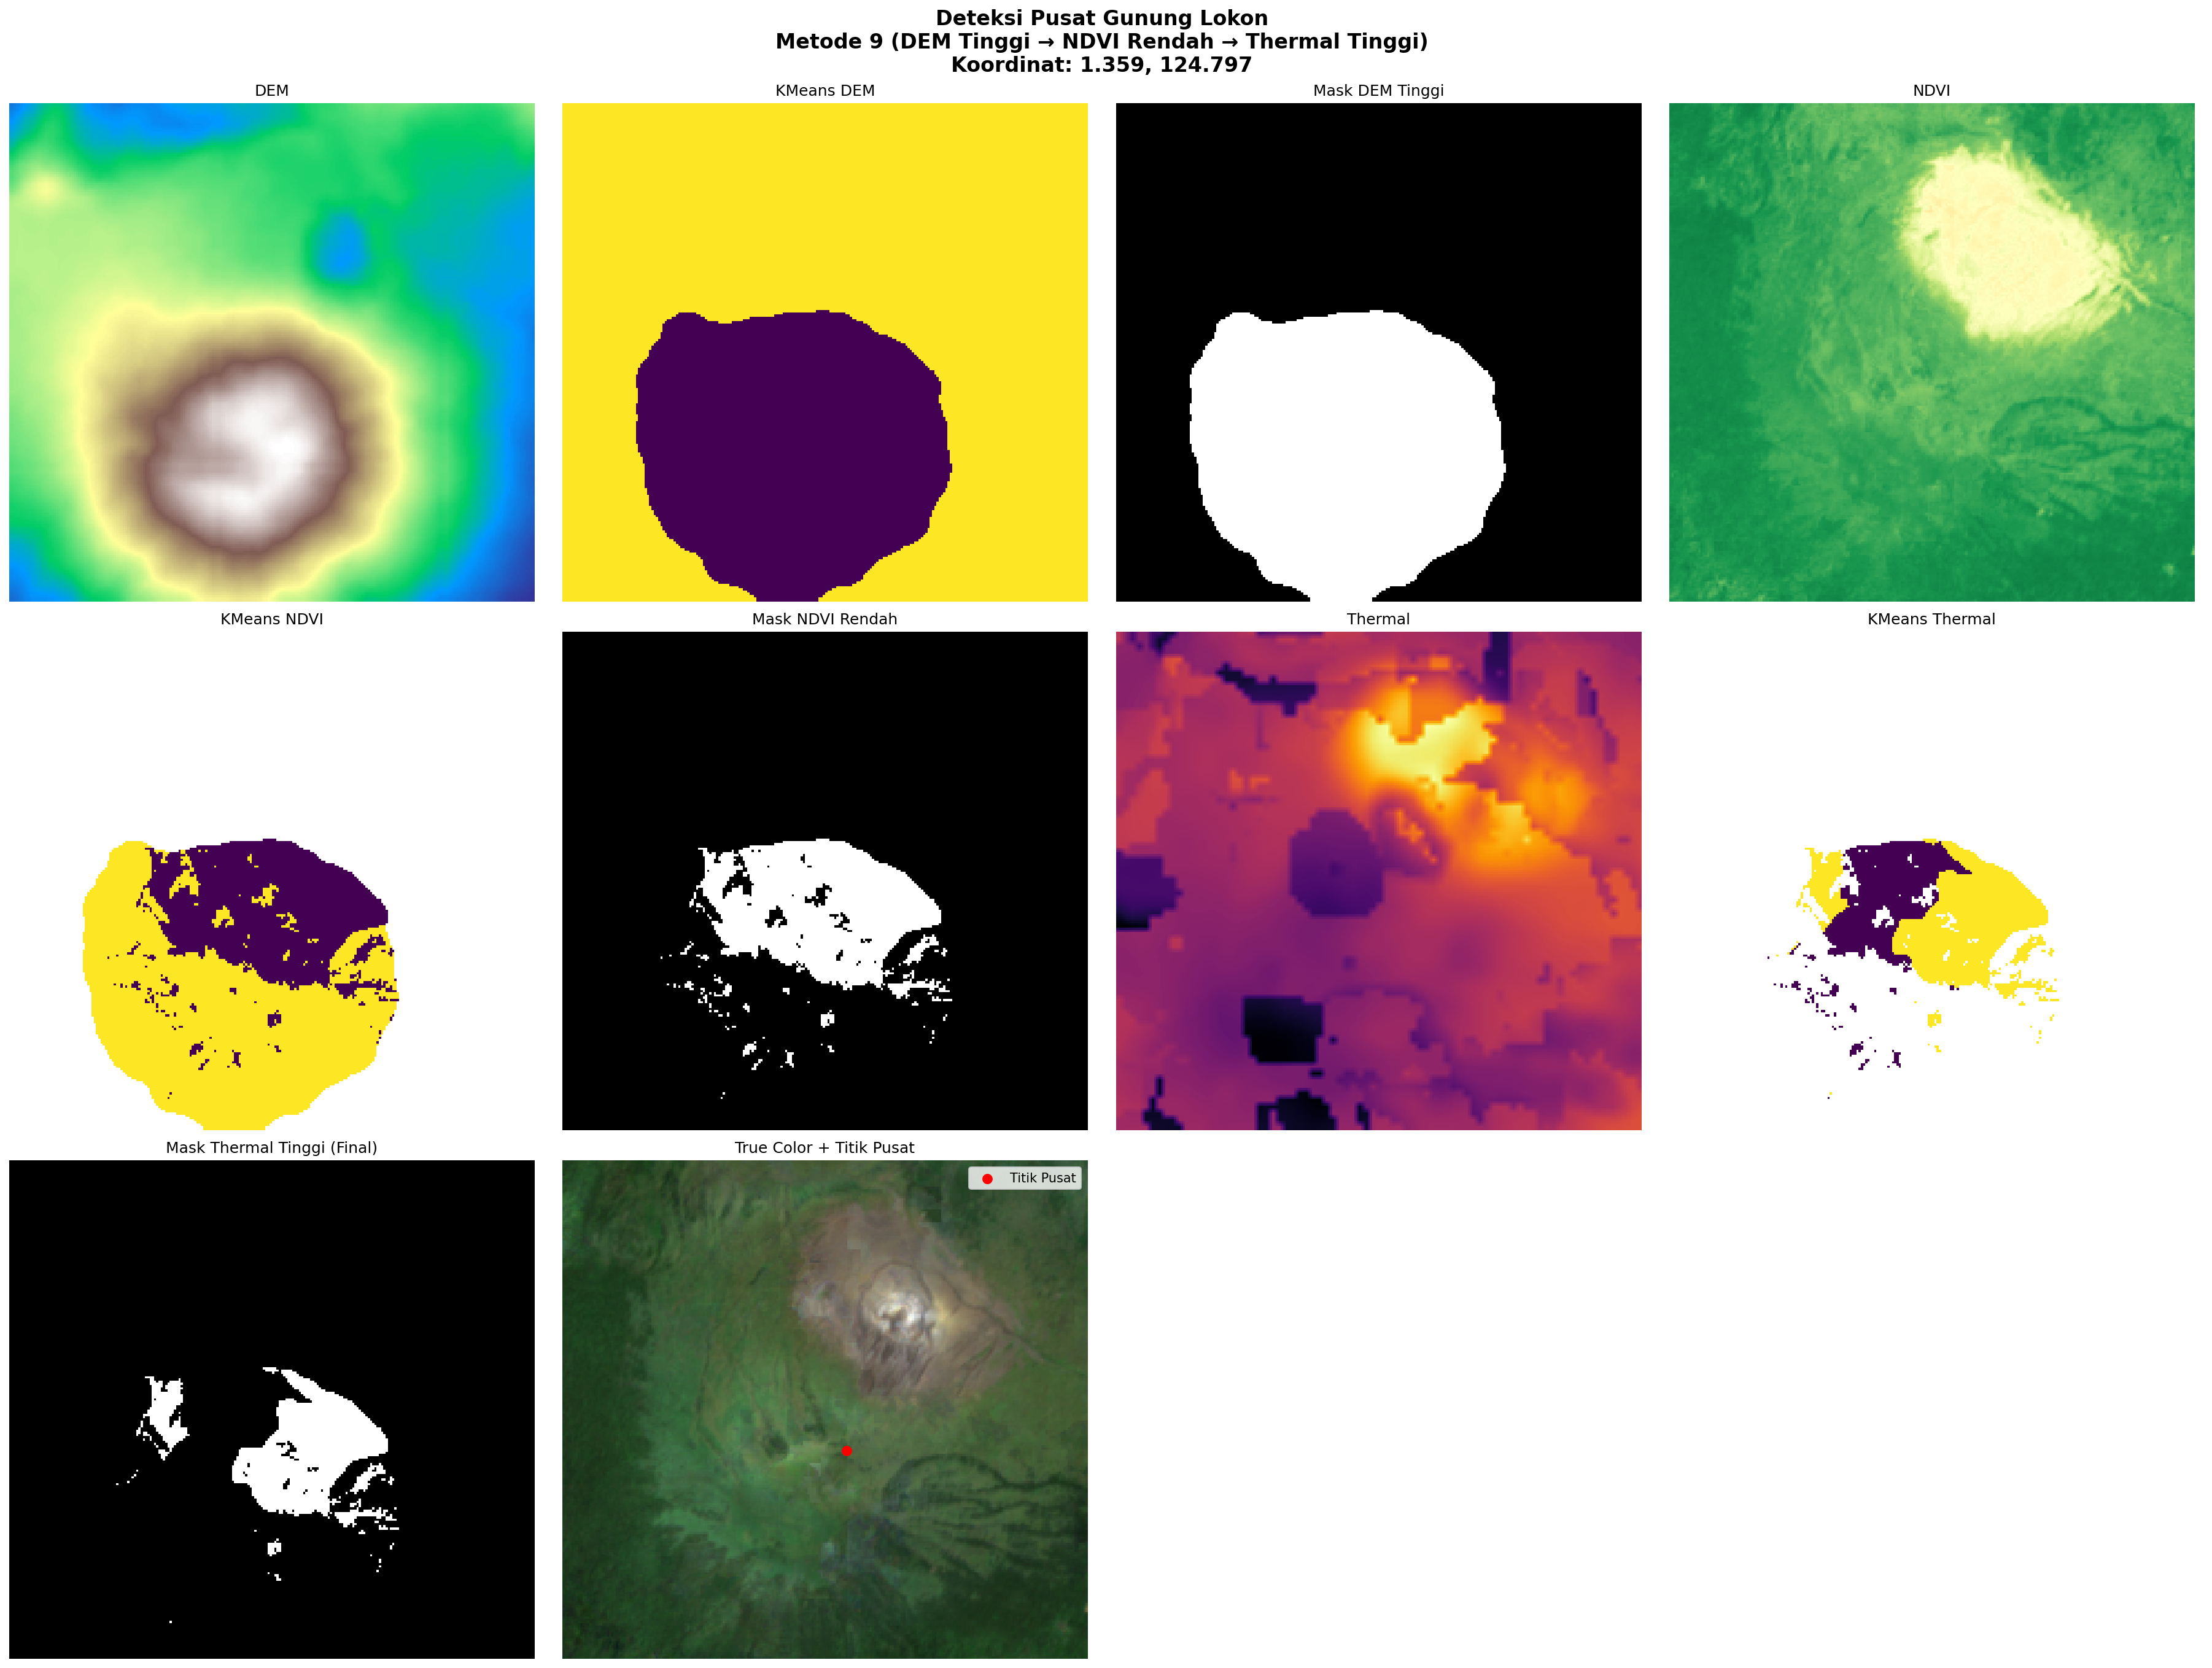 Deteksi Pusat Gunung Lokon
Metode 9 (DEM Tinggi → NDVI Rendah → Thermal Tinggi)
Koordinat: 1.359, 124.797
DEM
KMeans DEM
Mask DEM Tinggi
NDVI
KMeans NDVI
Mask NDVI Rendah
Thermal
KMeans Thermal
Mask Thermal Tinggi (Final)
True Color + Titik Pusat
Titik Pusat